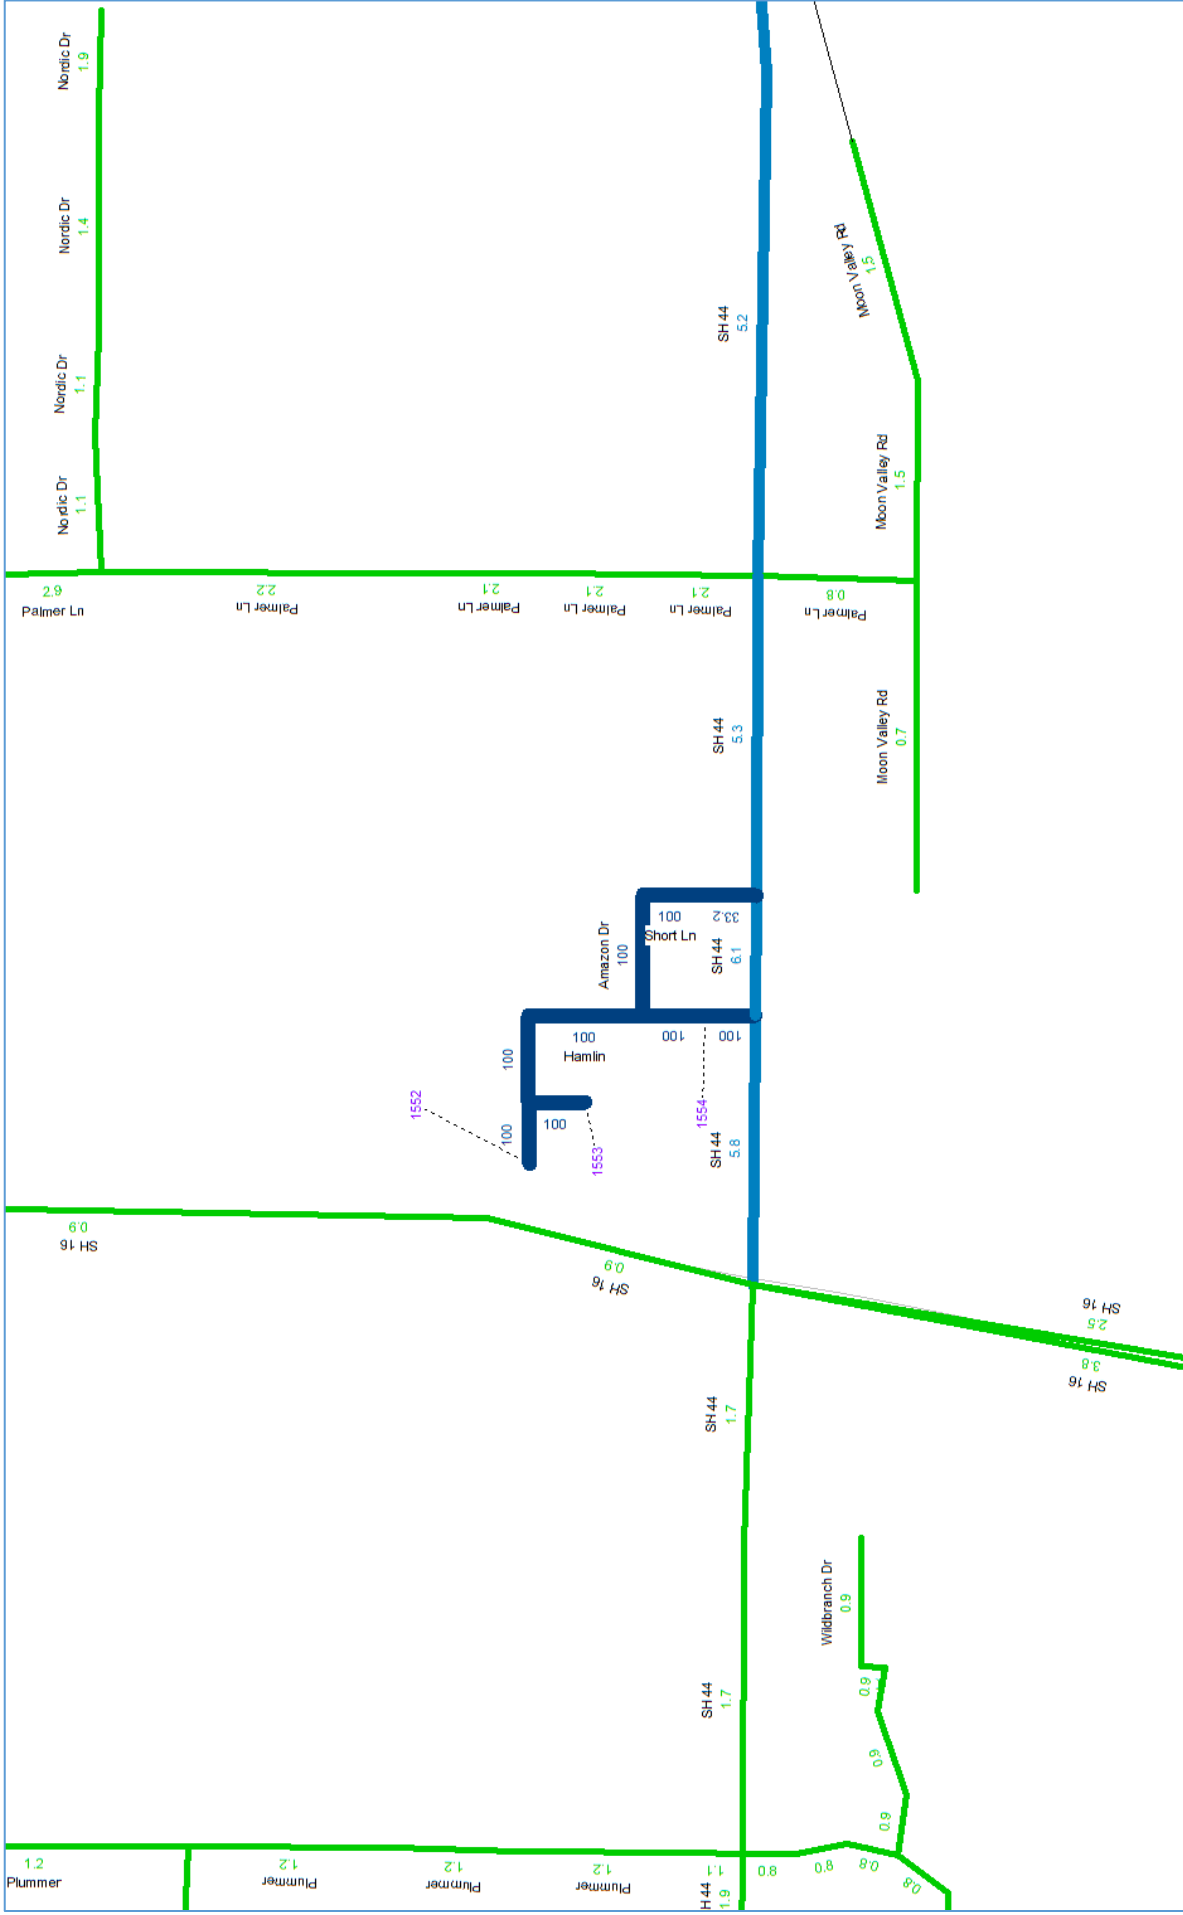 Nordic Dr
1.9
Nordic Dr
1.4
Nordic Dr
1.1
Nordic Dr
1.1
SH 44
5.2
Moon Valley Rd
1.5
Moon Valley Rd
1.5
2.9
Palmer Ln
2.2
Palmer Ln
2.1
Palmer Ln
2.1
Palmer Ln
2.1
Palmer Ln
0.8
Palmer Ln
SH 44
5.3
Moon Valley Rd
0.7
Amazon Dr
100
100
33.2
Short Ln
SH 44
6.1
100
100
100
Hamlin
100
100
100
1552
1553
1554
SH 44
5.8
0.9
SH 16
0.9
SH 16
SH 16
2.5
3.8
SH 16
SH 44
1.7
SH 44
1.7
Wildbranch Dr
0.9
0.9
0.9
0.9
1.2
Plummer
1.2
Plummer
1.2
Plummer
1.2
Plummer
1.1
H 44
1.9
0.8
0.8
0.8
0.8